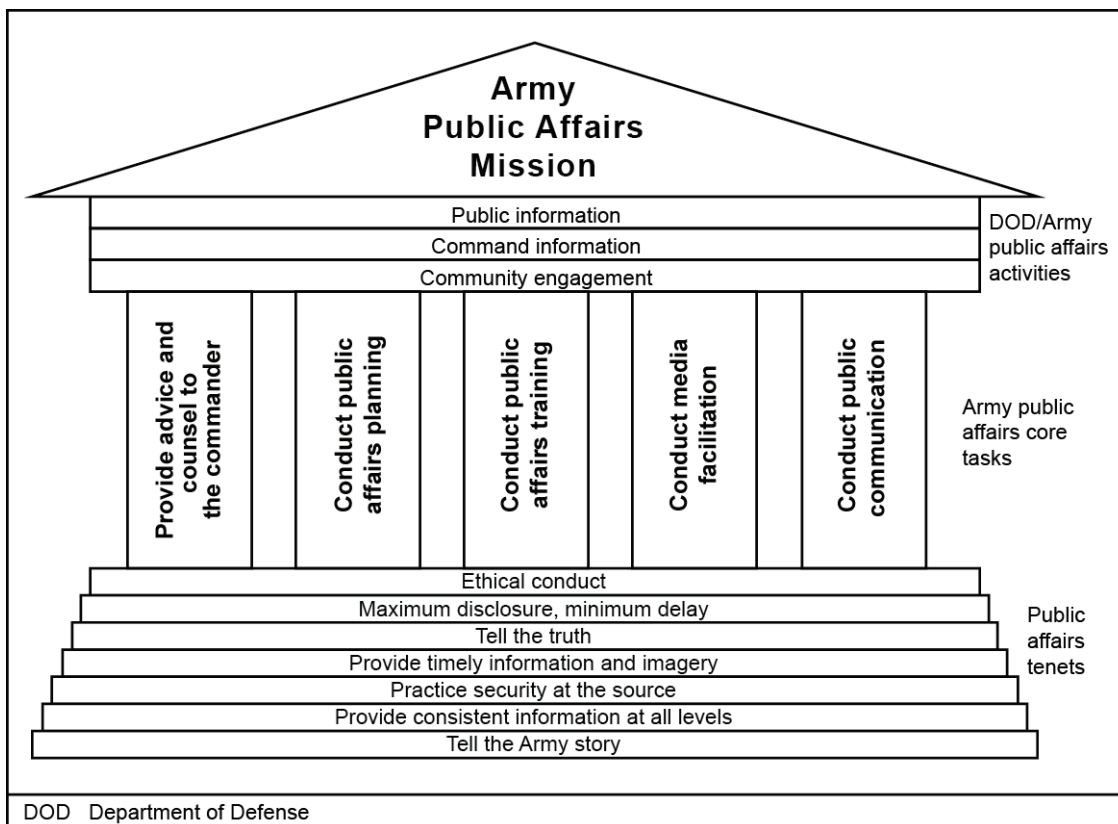 Army
Public Affairs
Mission
Public information
Command information
Community engagement
DOD/Army
public affairs
activities
Provide advice and
counsel to
the commander
Conduct public
affairs planning
Conduct public
affairs training
Conduct media
facilitation
Conduct public
communication
Army public
affairs core
tasks
Ethical conduct
Maximum disclosure, minimum delay
Tell the truth
Provide timely information and imagery
Practice security at the source
Provide consistent information at all levels
Tell the Army story
Public
affairs
tenets
DOD Department of Defense